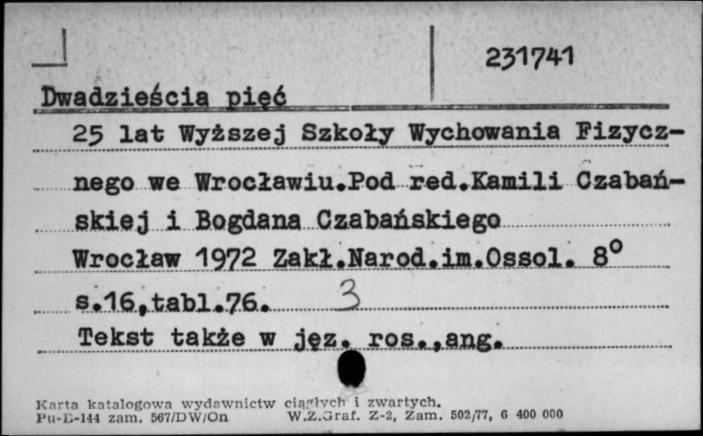 231741
Dwadzieścia pięć
25 lat Wyższej Szkoły Wychowania Fizycz-
nego we Wrocławiu.Pod red.Kamili Czabań-
skiej i Bogdana Czabańskiego
Wrocław 1972 Zakł.Narod.im.Ossol. 8°
s.16,tabl.76. 3
Tekst także w jęz. ros.,ang.
Karta katalogowa wydawnictw ciągłych i zwartych.
Pu-E-144 zam. 567/DW/On W.Z.Graf. Z-2, Zam. 502/77, 6 400 000